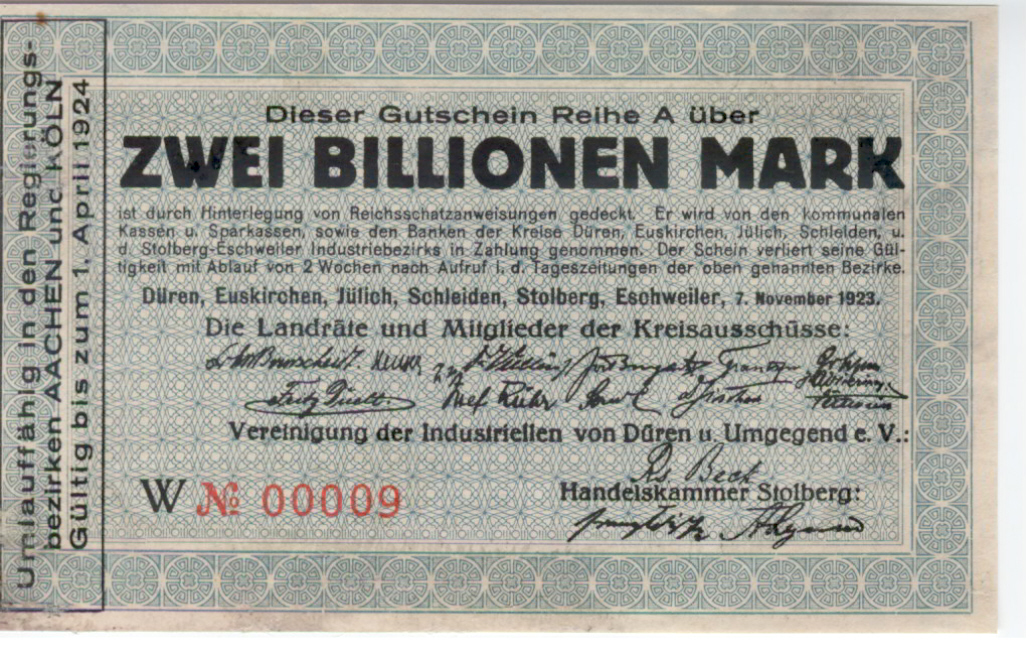 Umlauffähig in den Regierungs-
bezirken AACHEN und KÖLN
Gültig bis zum 1. April 1924
Dieser Gutschein Reihe A über
ZWEI BILLIONEN MARK
ist durch Hinterlegung von Reichsschatzanweisungen gedeckt. Er wird von den kommunalen
Kassen u. Sparkassen, sowie den Banken der Kreise Düren, Euskirchen, Jülich, Schleiden, u.
d. Stolberg-Eschweiler Industriebezirks in Zahlung genommen. Der Schein verliert seine Gül-
tigkeit mit Ablauf von 2 Wochen nach Aufruf i. d. Tageszeitungen der oben genannten Bezirke.
Düren, Euskirchen, Jülich, Schleiden, Stolberg, Eschweiler, 7. November 1923.
Die Landräte und Mitglieder der Kreisausschüsse:
Vereinigung der Industriellen von Düren u. Umgegend e. V.:
Beck
Handelskammer Stolberg:
W № 00009